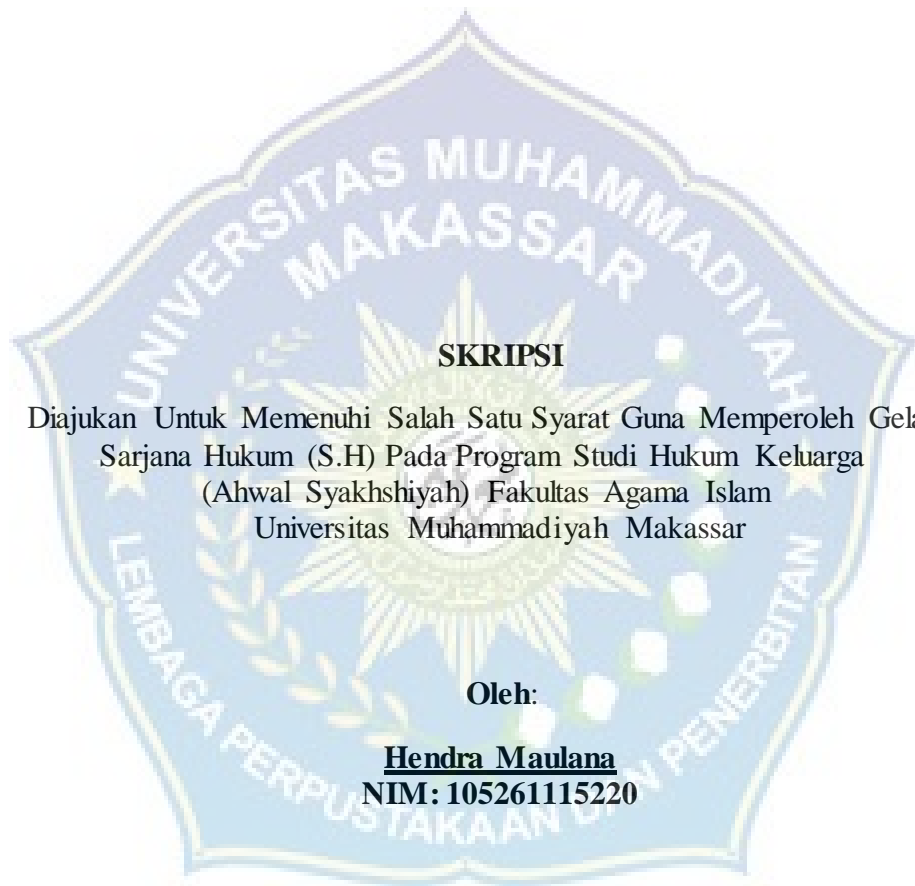 UNIVERSITAS MUHAMMADIYAH
MAKASSAR
SKRIPSI
Diajukan Untuk Memenuhi Salah Satu Syarat Guna Memperoleh Gela
Sarjana Hukum (S.H) Pada Program Studi Hukum Keluarga
(Ahwal Syakhshiyah) Fakultas Agama Islam
Universitas Muhammadiyah Makassar
Oleh:
Hendra Maulana
NIM: 105261115220
LEMBAGA PERPUSTAKAAN DAN PENERBITAN